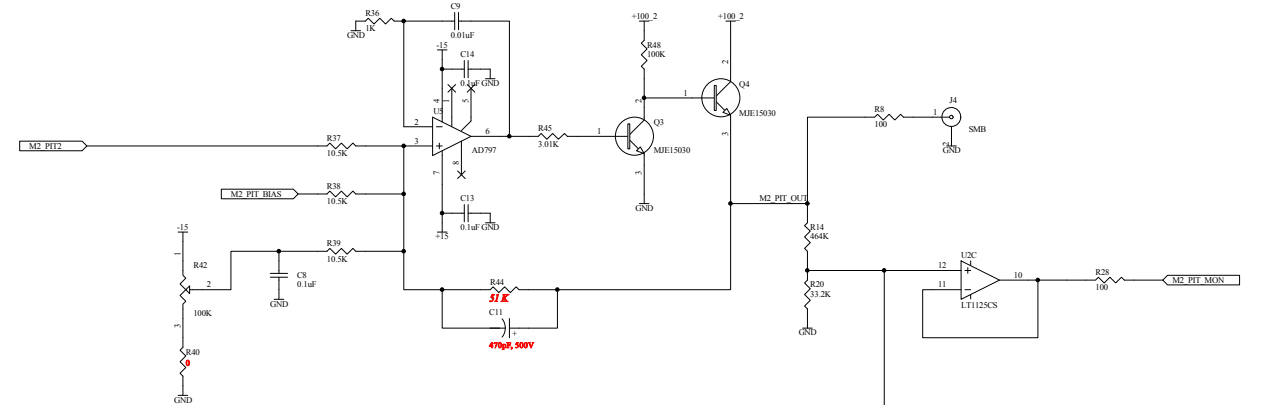 C9
0.01uF
R36
1K
GND
-15
C14
0.1uF GND
4
1
5
U5
2
3
6
AD797
8
7
C13
0.1uF GND
+15
M2_PIT2
R37
10.5K
M2_PIT_BIAS
R38
10.5K
-15
1
R42
2
100K
3
R40
0
GND
C8
0.1uF
GND
R39
10.5K
R44
51 K
C11
+
470pF, 500V
R45
3.01K
+100_2
R48
100K
2
1
Q3
MJE15030
3
GND
+100_2
2
1
Q4
MJE15030
3
M2_PIT_OUT
R8
100
1
J4
SMB
2
GND
R14
464K
R20
33.2K
GND
U2C
12
11
10
LT1125CS
R28
100
M2_PIT_MON